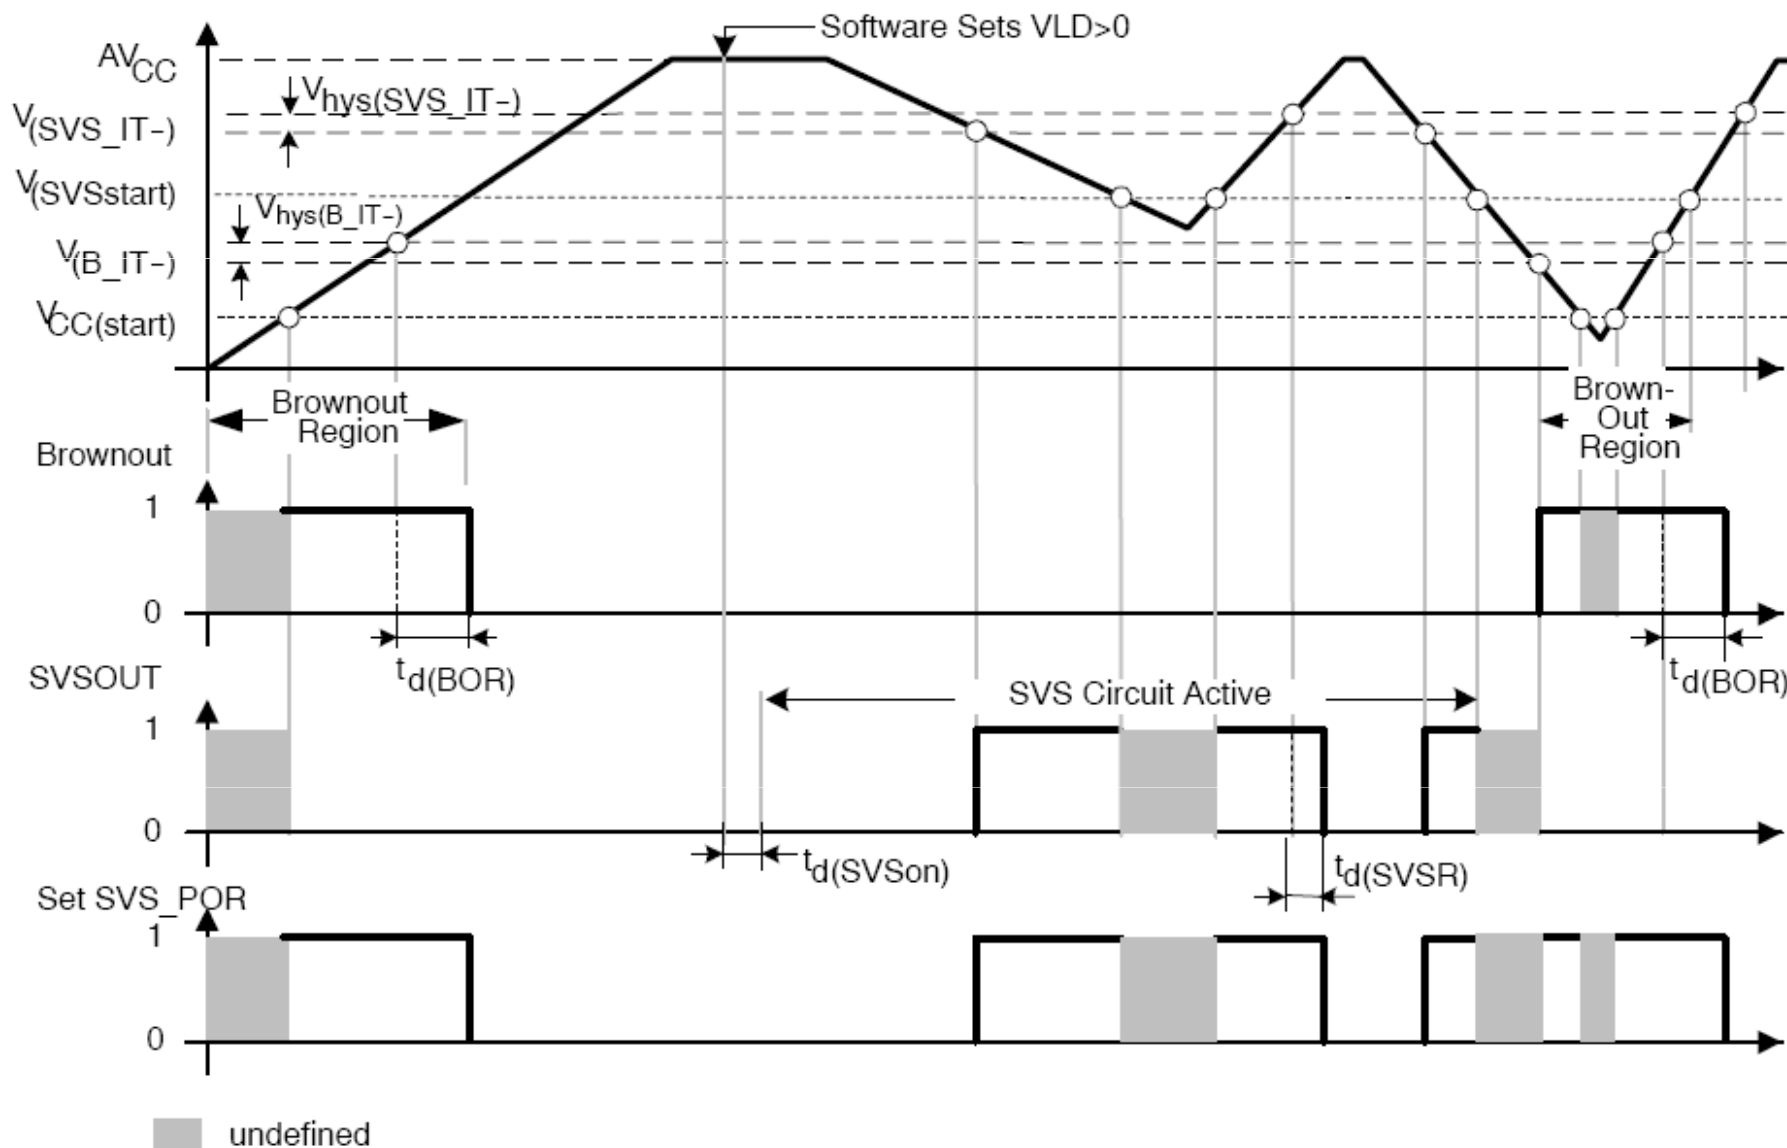 Software Sets VLD>0
AVCC
Vhys(SVS_IT−)
V(SVS_IT−)
V(SVSstart)
Vhys(B_IT−)
V(B_IT−)
VCC(start)
Brownout
Region
Brown-
Out
Region
Brownout
1
0
td(BOR)
td(BOR)
SVSOUT
SVS Circuit Active
1
0
td(SVSon)
td(SVSR)
Set SVS_POR
1
0
undefined